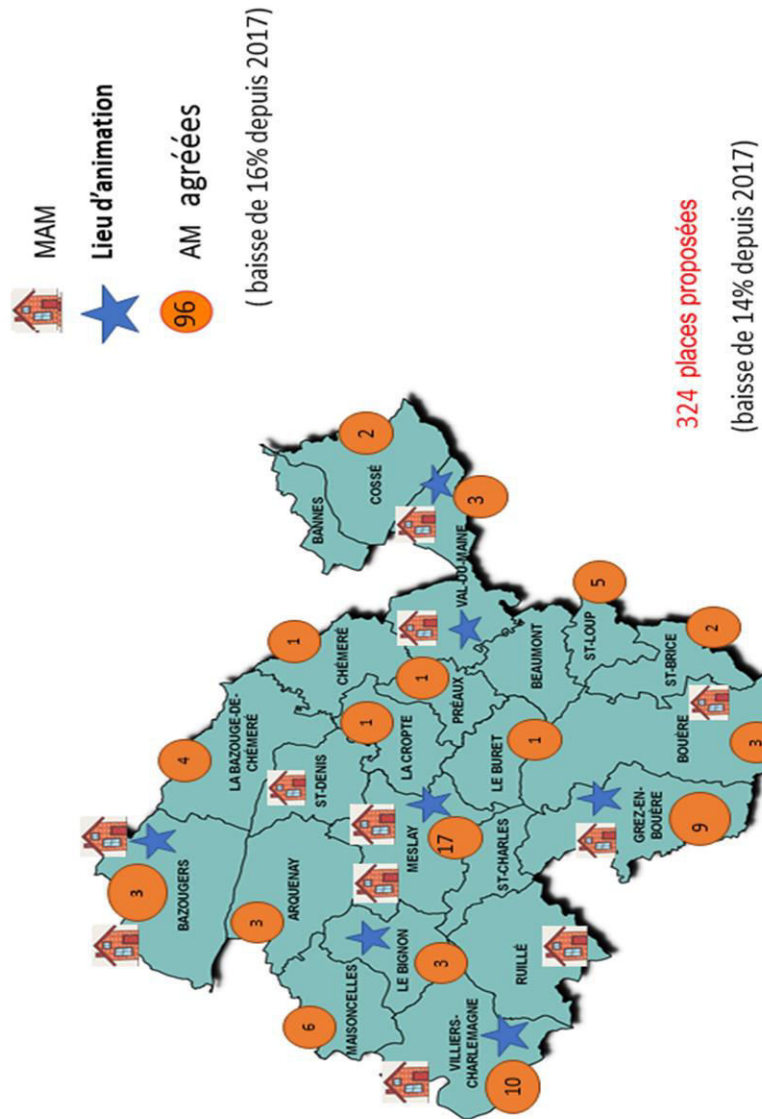 MAM
Lieu d'animation
96
AM agréées
( baisse de 16% depuis 2017)
324 places proposées
(baisse de 14% depuis 2017
3
BAZOUGERS
4
LA BAZOUGE-DE-
CHÉMERÉ
1
CHÉMERÉ
BANNES
2
COSSÉ
3
ARQUENAY
ST-DENIS
1
LA CROPTE
1
PRÉAUX
VAL-DU-MAINE
3
6
MAISONCELLES
LE BIGNON
3
MESLAY
17
LE BURET
1
BEAUMONT
5
ST-LOUP
10
VILLIERS-
CHARLEMAGNE
RUILLÉ
ST-CHARLES
GREZ-EN-
BOUÈRE
9
BOUÈRE
3
ST-BRICE
2